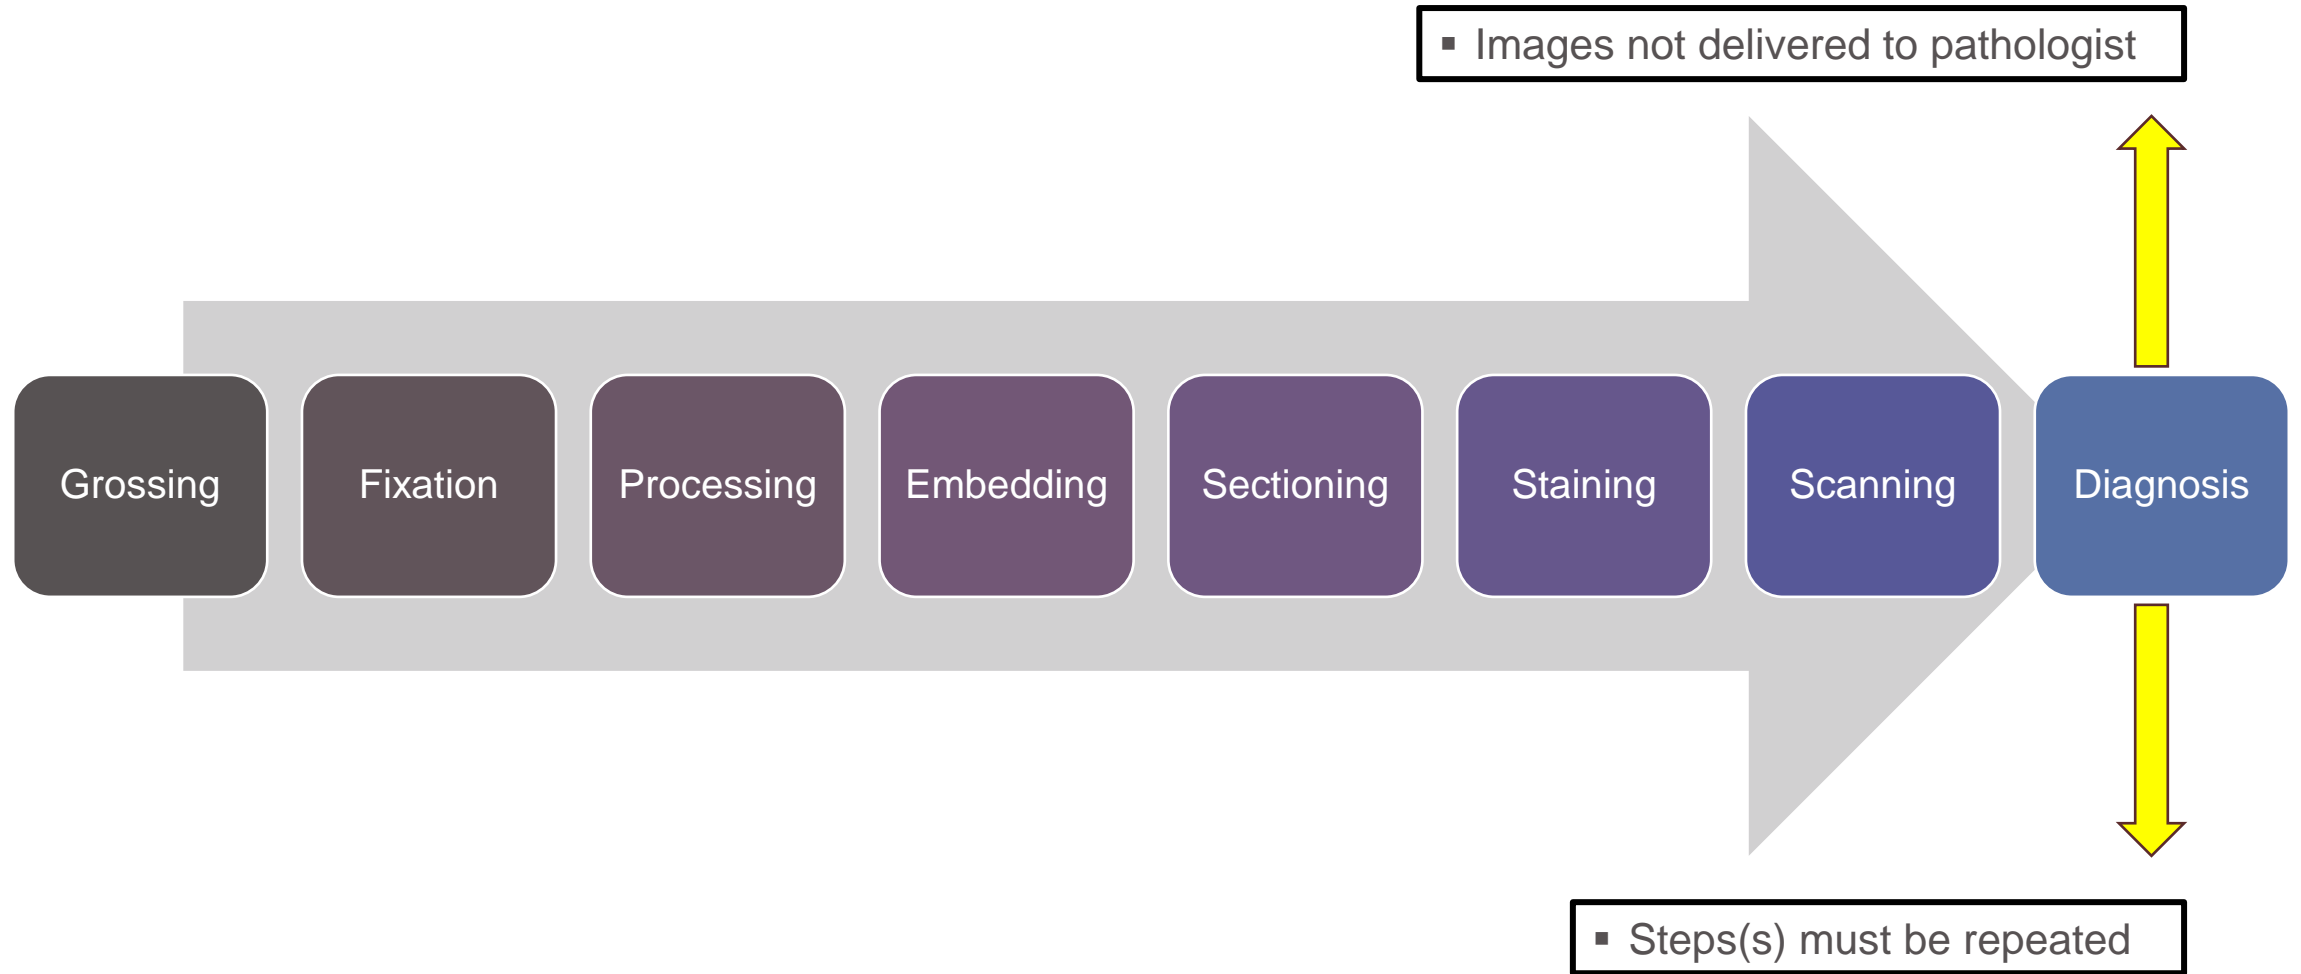 ▪ Images not delivered to pathologist
Grossing
Fixation
Processing
Embedding
Sectioning
Staining
Scanning
Diagnosis
▪ Steps(s) must be repeated